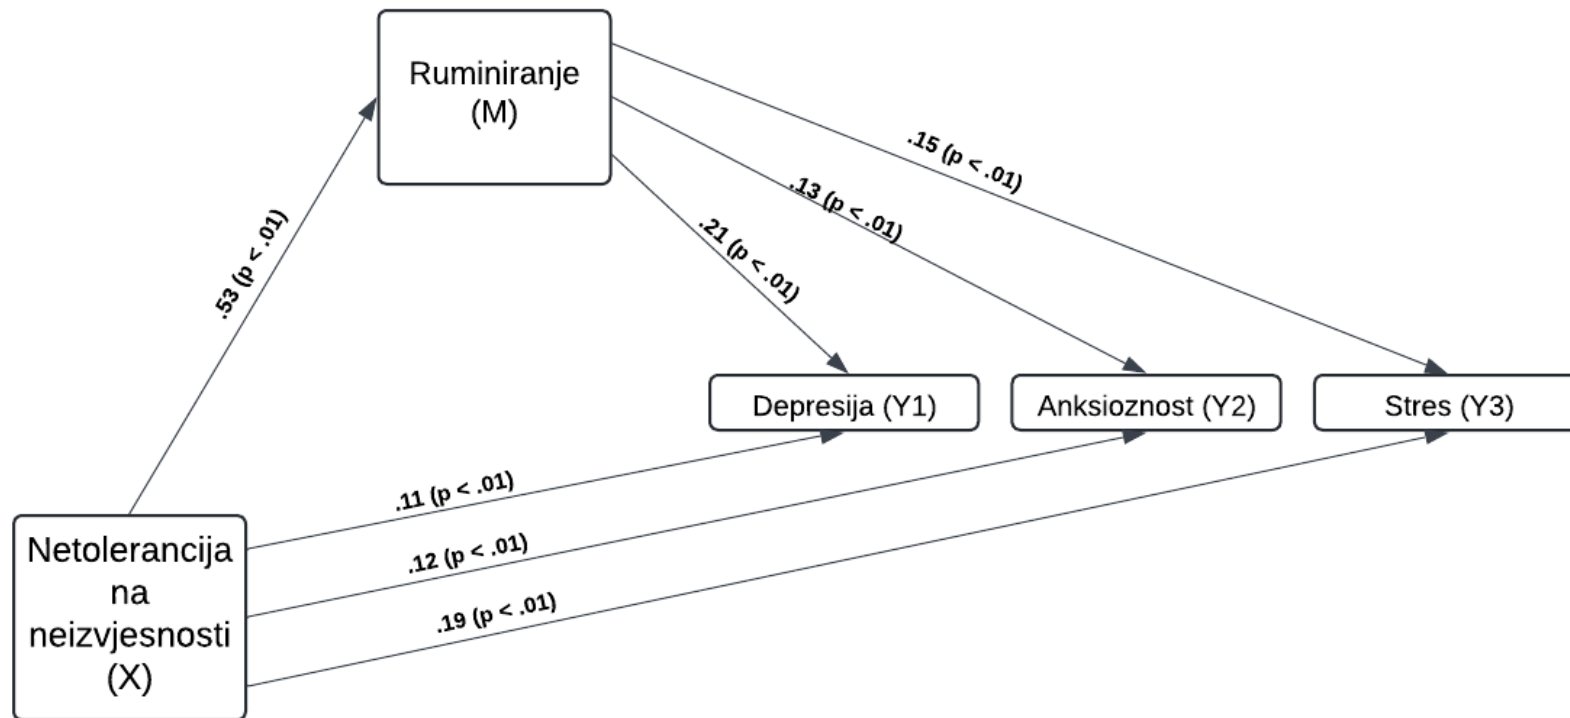 Ruminiranje
(M)
.15 (p < .01)
.13 (p < .01)
.21 (p < .01)
.53 (p < .01)
Depresija (Y1)
Anksioznost (Y2)
Stres (Y3)
.11 (p < .01)
.12 (p < .01)
.19 (p < .01)
Netolerancija
na
neizvjesnosti
(X)